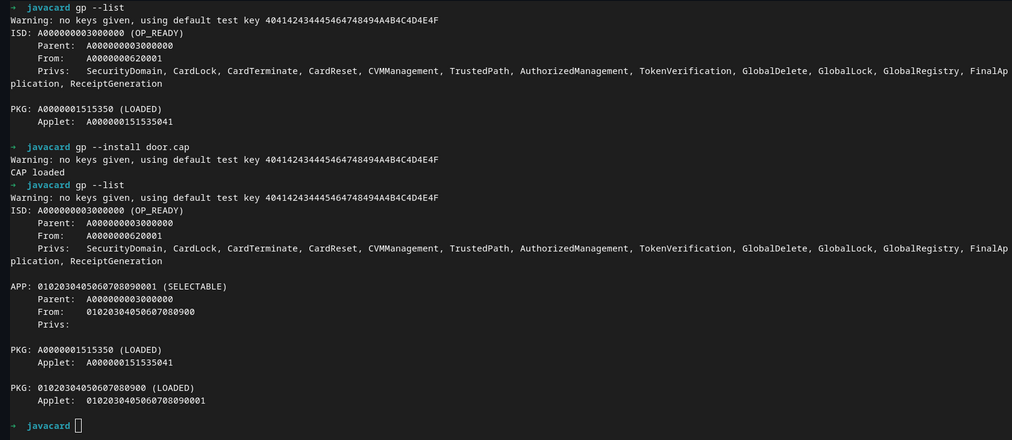 →  javacard gp --list
Warning: no keys given, using default test key 404142434445464748494A4B4C4D4E4F
ISD: A000000003000000 (OP_READY)
     Parent:  A000000003000000
     From:    A0000000620001
     Privs:   SecurityDomain, CardLock, CardTerminate, CardReset, CVMManagement, TrustedPath, AuthorizedManagement, TokenVerification, GlobalDelete, GlobalLock, GlobalRegistry, FinalAp
plication, ReceiptGeneration
PKG: A0000001515350 (LOADED)
     Applet:  A000000151535041
→  javacard gp --install door.cap
Warning: no keys given, using default test key 404142434445464748494A4B4C4D4E4F
CAP loaded
→  javacard gp --list
Warning: no keys given, using default test key 404142434445464748494A4B4C4D4E4F
ISD: A000000003000000 (OP_READY)
     Parent:  A000000003000000
     From:    A0000000620001
     Privs:   SecurityDomain, CardLock, CardTerminate, CardReset, CVMManagement, TrustedPath, AuthorizedManagement, TokenVerification, GlobalDelete, GlobalLock, GlobalRegistry, FinalAp
plication, ReceiptGeneration
APP: 0102030405060708090001 (SELECTABLE)
     Parent:  A000000003000000
     From:    01020304050607080900
     Privs:
PKG: A0000001515350 (LOADED)
     Applet:  A000000151535041
PKG: 01020304050607080900 (LOADED)
     Applet:  0102030405060708090001
→  javacard